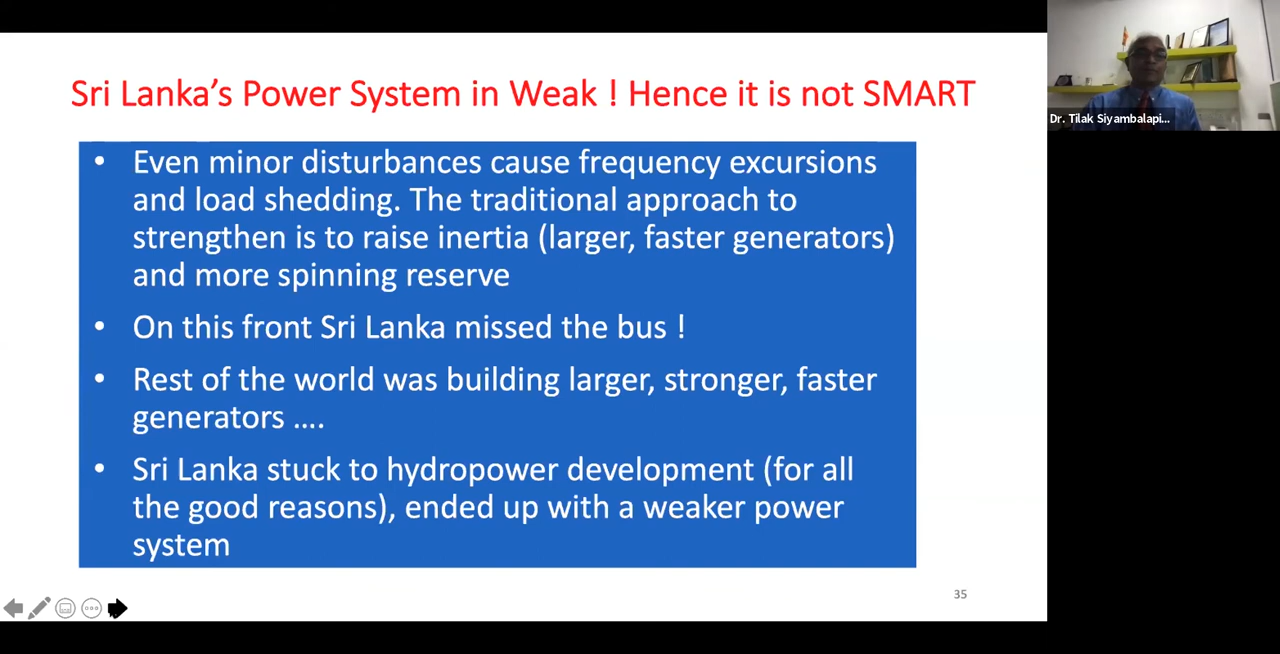 Sri Lanka's Power System in Weak ! Hence it is not SMART
• Even minor disturbances cause frequency excursions
and load shedding. The traditional approach to
strengthen is to raise inertia (larger, faster generators)
and more spinning reserve
• On this front Sri Lanka missed the bus !
• Rest of the world was building larger, stronger, faster
generators ....
• Sri Lanka stuck to hydropower development (for all
the good reasons), ended up with a weaker power
system
35
Dr. Tilak Siyambalapi...